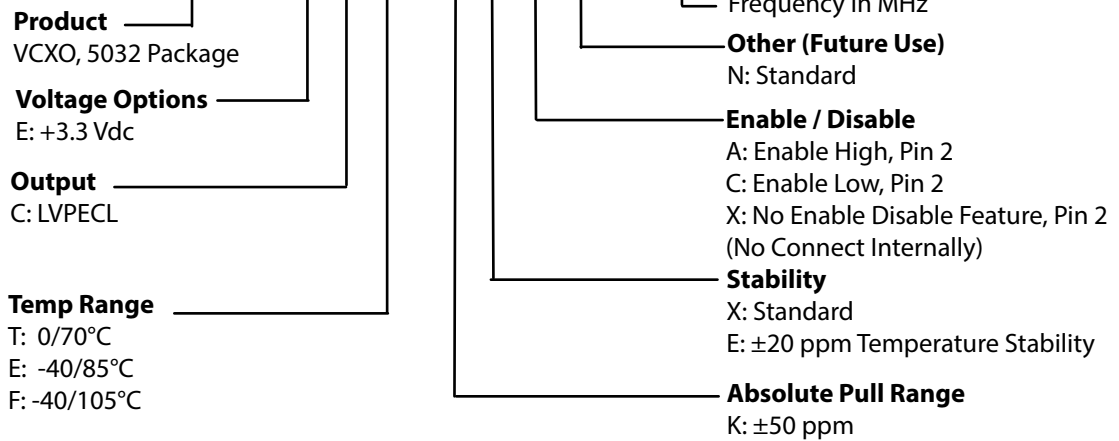 Product
VCXO, 5032 Package
Voltage Options
E: +3.3 Vdc
Output
C: LVPECL
Temp Range
T: 0/70°C
E: -40/85°C
F: -40/105°C
Frequency in MHz
Other (Future Use)
N: Standard
Enable / Disable
A: Enable High, Pin 2
C: Enable Low, Pin 2
X: No Enable Disable Feature, Pin 2
(No Connect Internally)
Stability
X: Standard
E: ±20 ppm Temperature Stability
Absolute Pull Range
K: ±50 ppm